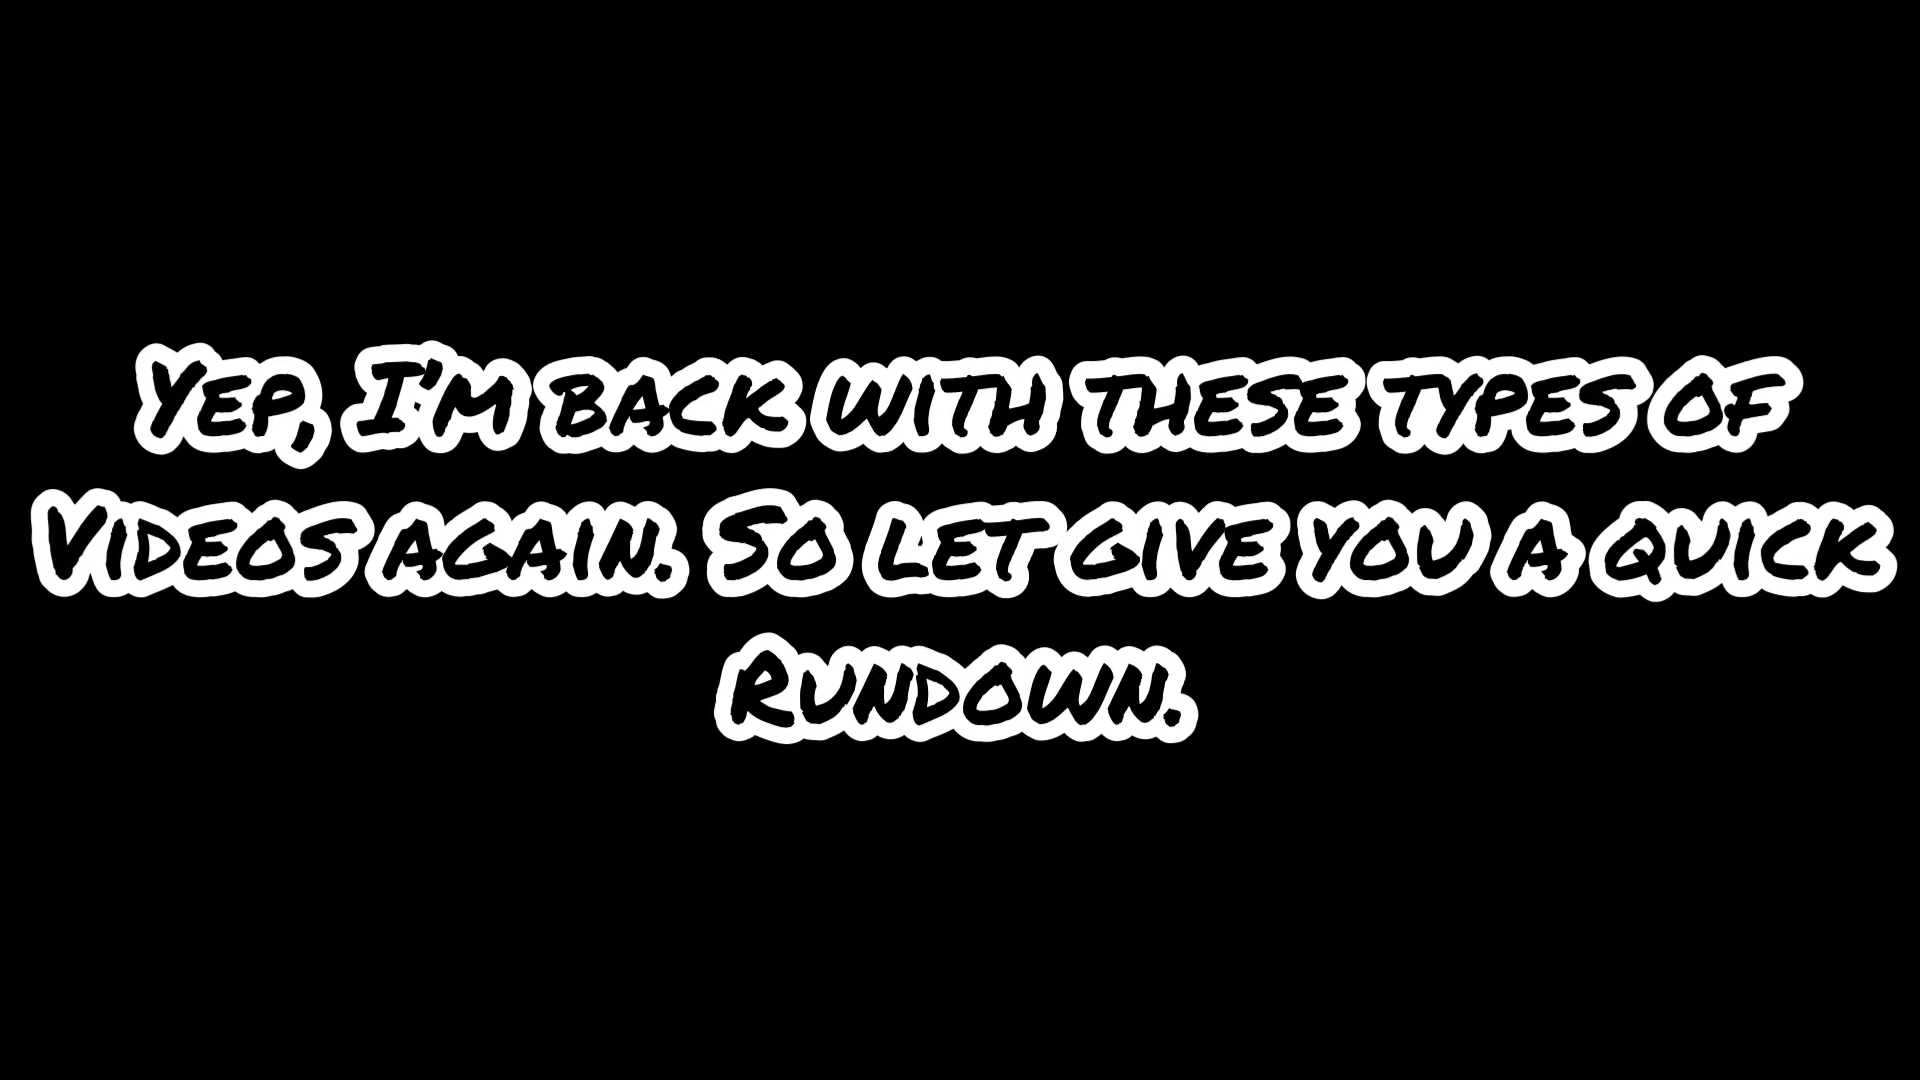 Yep, I'm back with these types of
Videos again. So let give you a quick
Rundown.